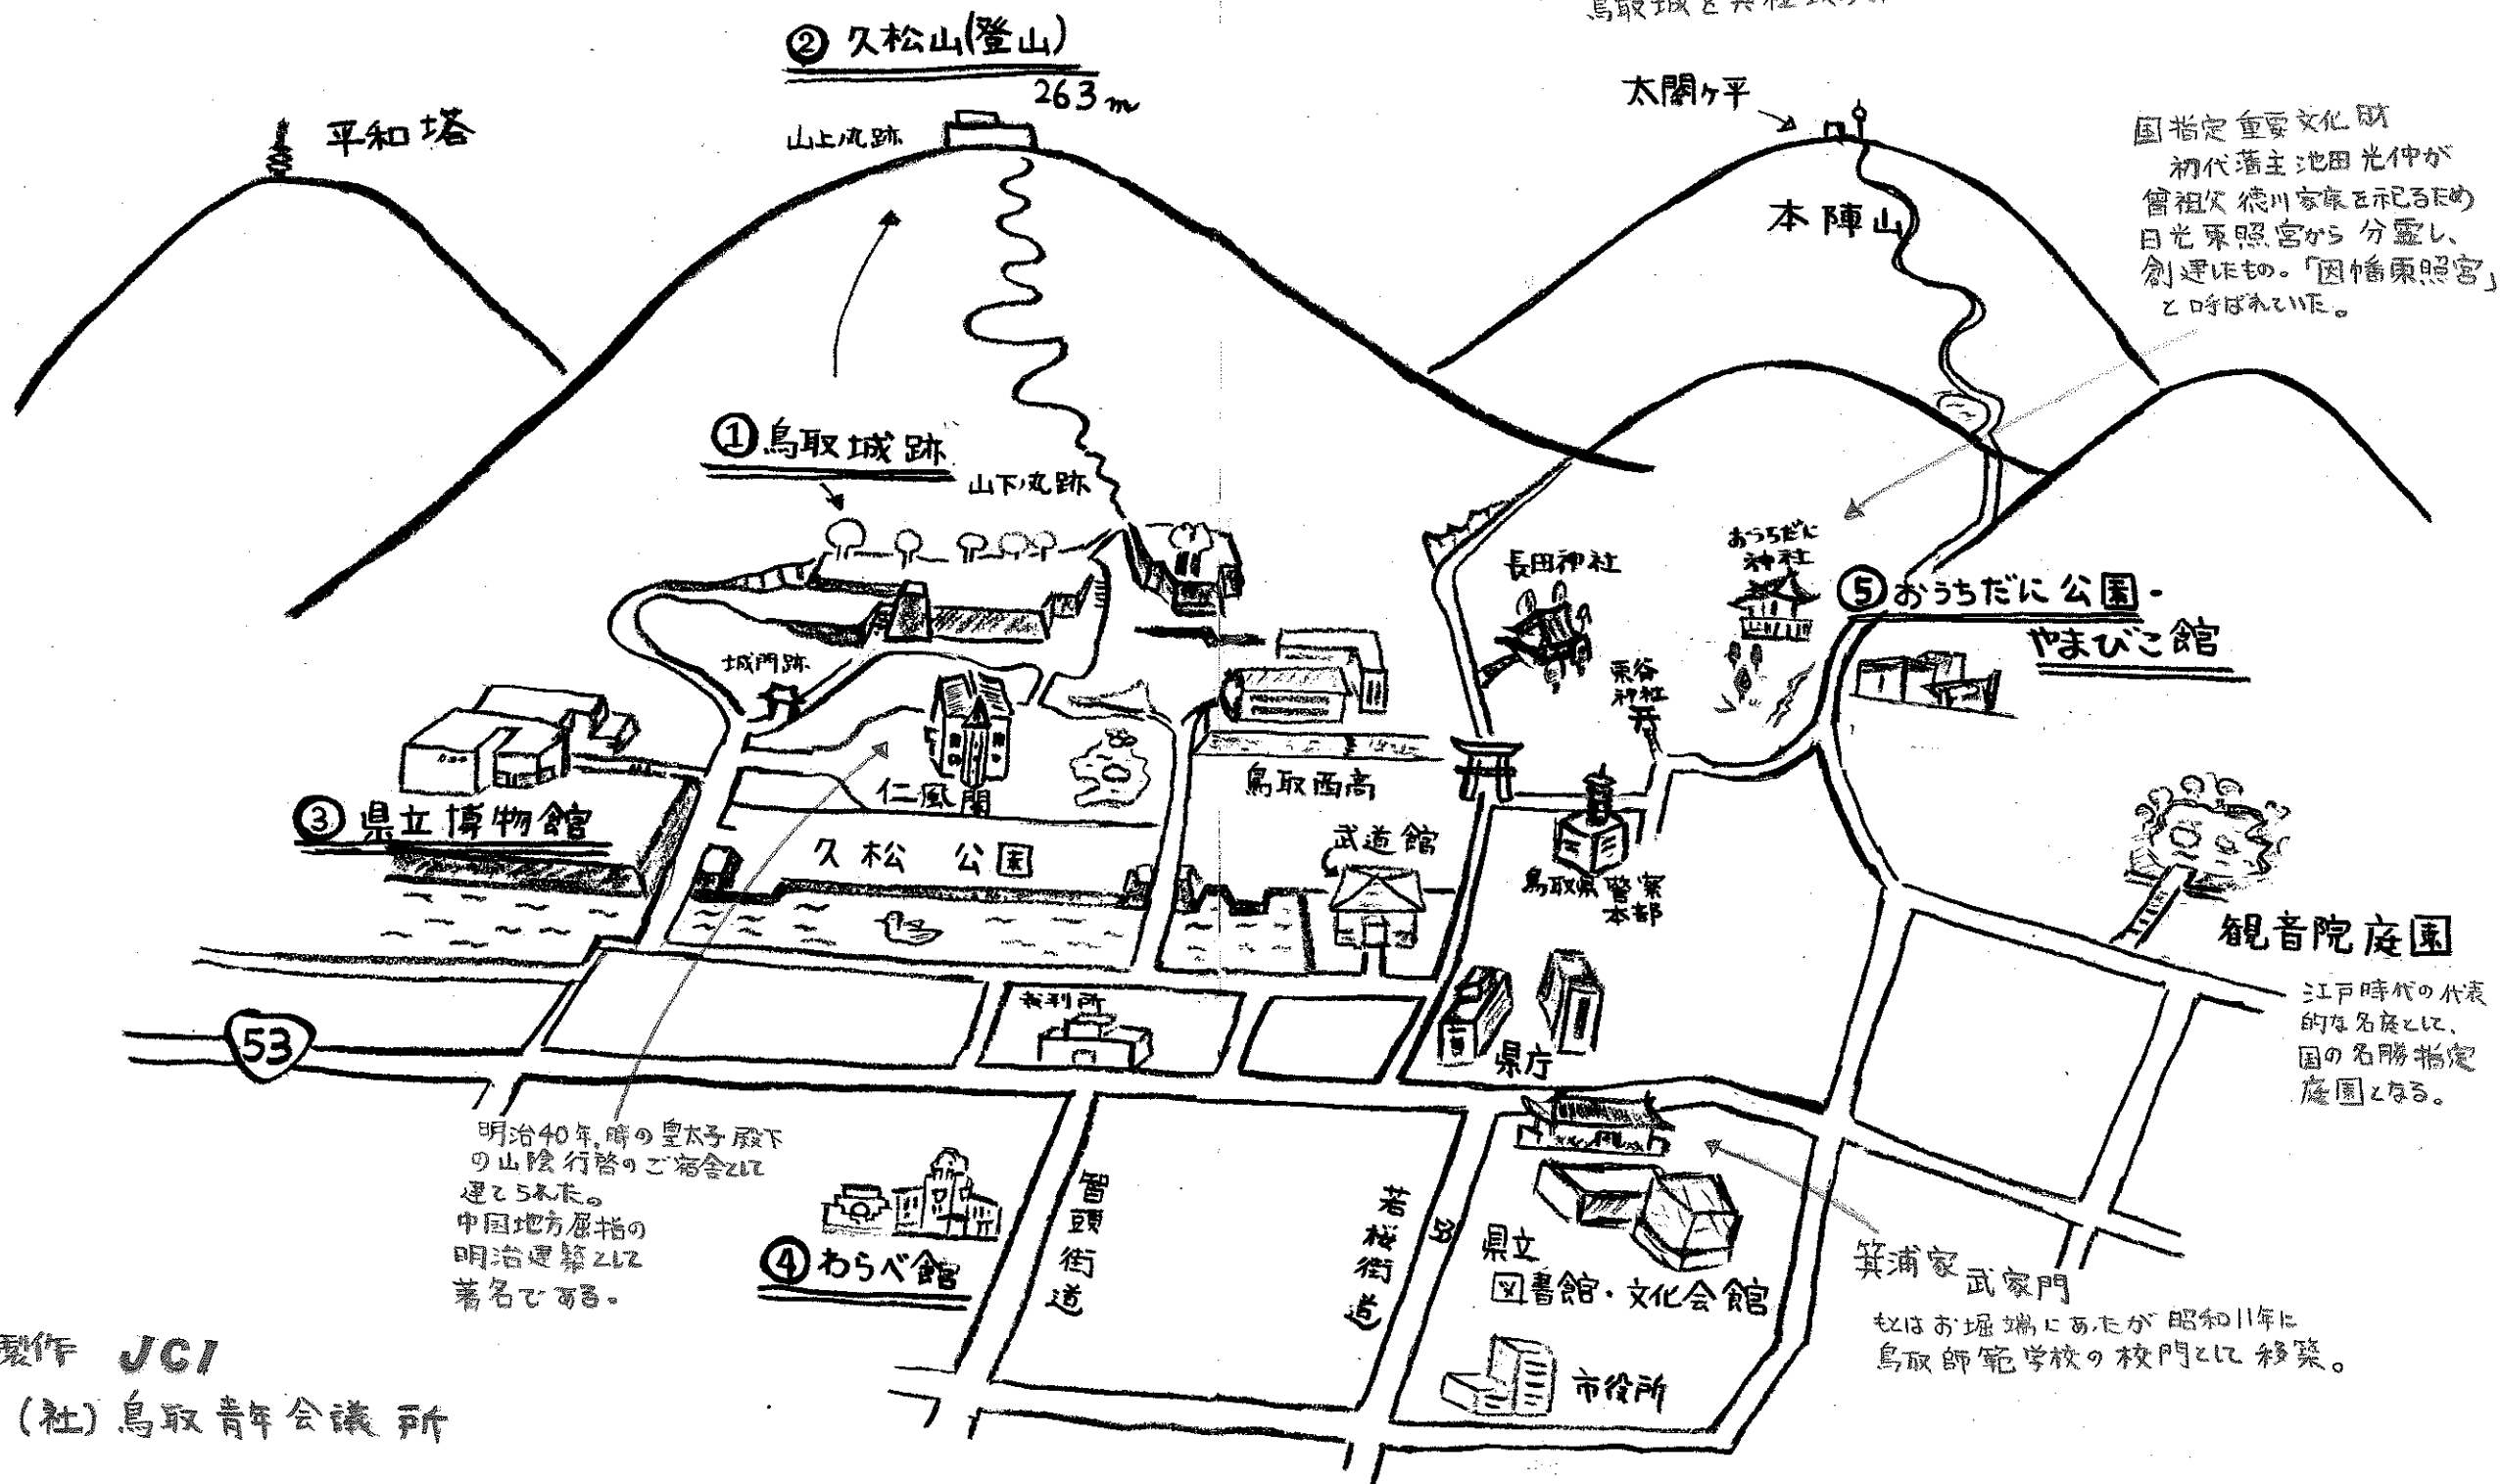 鳥取城と
② 久松山(登山)
263m
山上ノ丸跡
平和塔
太閤ヶ平
本陣山
国指定重要文化財
初代藩主池田光仲が
曾祖父徳川家康を祀るため
日光東照宮から分霊し、
創建したもの。「因幡東照宮」
と呼ばれていた。
① 鳥取城跡
山下ノ丸跡
城門跡
長田神社
おうちだに
神社
⑤ おうちだに公園・
やまびこ館
栗谷
神社
仁風閣
鳥取西高
③ 県立博物館
久松公園
武道館
鳥取県警察
本部
観音院庭園
江戸時代の代表
的な名庭として、
国の名勝指定
庭園となる。
裁判所
53
県庁
明治40年,時の皇太子殿下
の山陰行啓のご宿舎として
建てられた。
中国地方屈指の
明治建築として
著名である。
④ わらべ館
智頭街道
若桜街道
53
県立
図書館・文化会館
箕浦家武家門
もとはお堀端にあったが昭和11年に
鳥取師範学校の校門として移築。
市役所
製作 JCI
(社)鳥取青年会議所